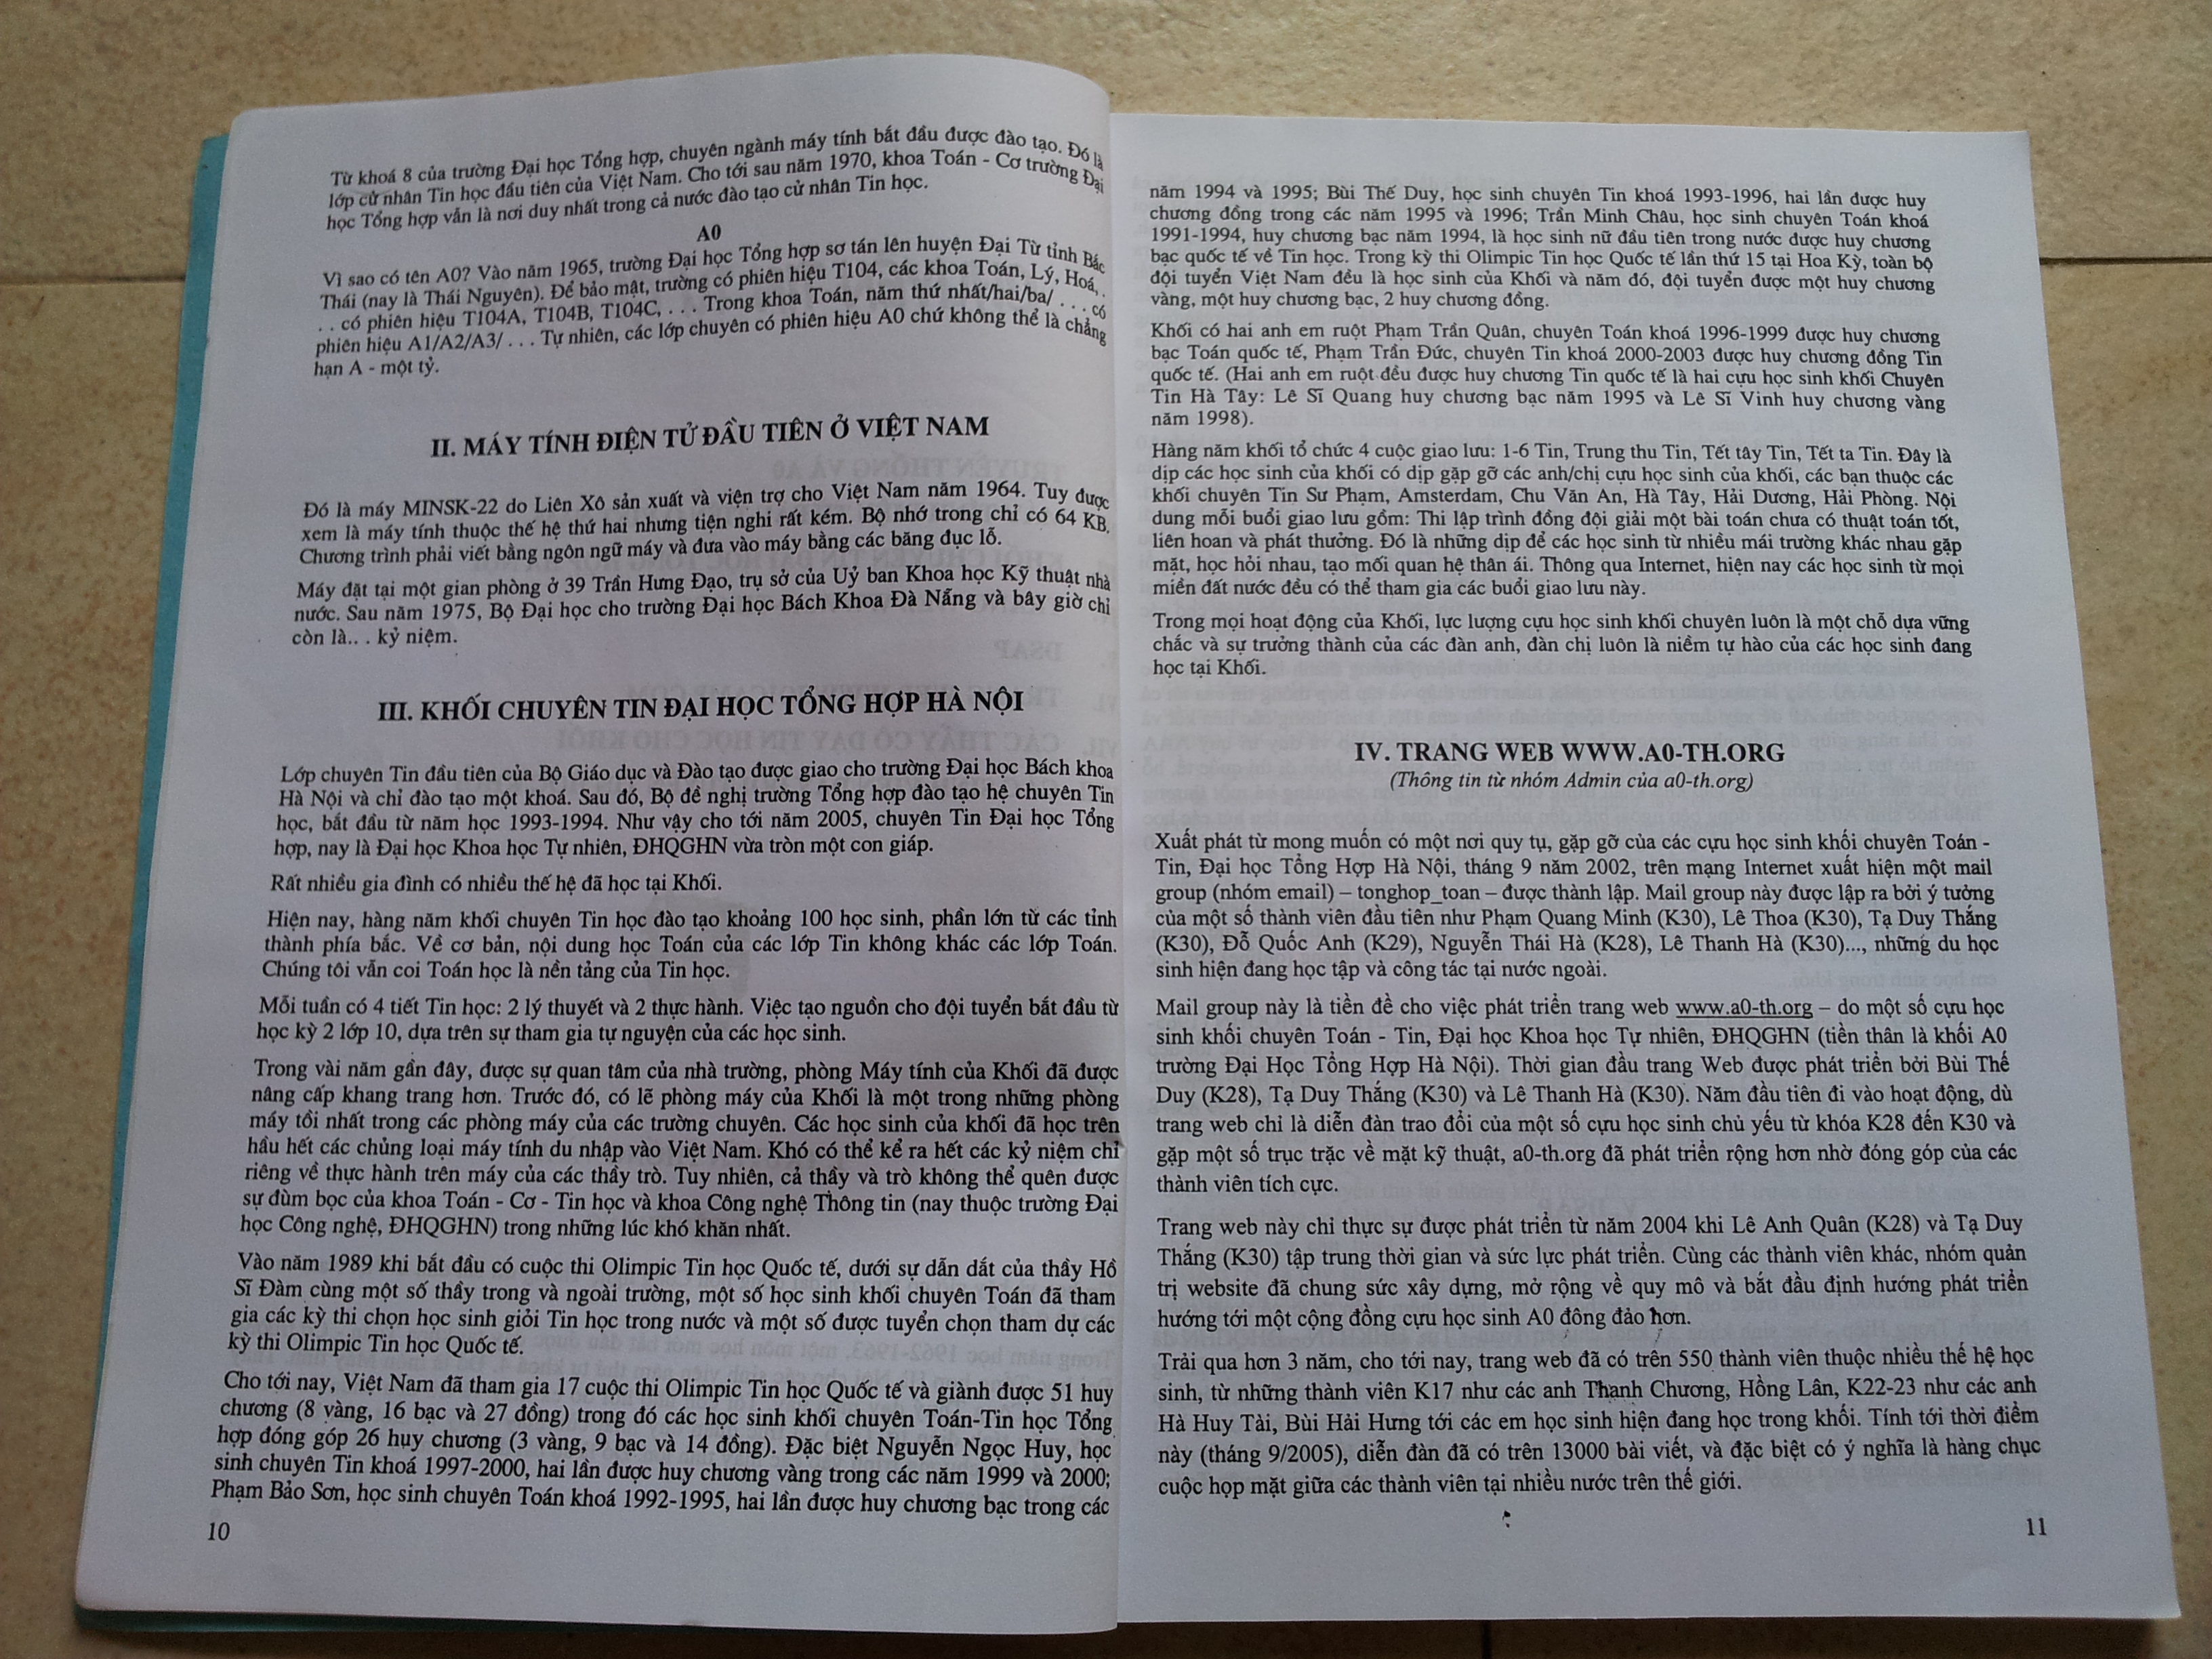 Từ khoá 8 của trường Đại học Tổng hợp, chuyên ngành máy tính bắt đầu được đào tạo. Đó là
lớp cử nhân Tin học đầu tiên của Việt Nam. Cho tới sau năm 1970, khoa Toán - Cơ trường Đại
học Tổng hợp vẫn là nơi duy nhất trong cả nước đào tạo cử nhân Tin học.
A0
Vì sao có tên A0? Vào năm 1965, trường Đại học Tổng hợp sơ tán lên huyện Đại Từ tỉnh Bắc
Thái (nay là Thái Nguyên). Để bảo mật, trường có phiên hiệu T104, các khoa Toán, Lý, Hoá, .
. . có phiên hiệu T104A, T104B, T104C, . . . Trong khoa Toán, năm thứ nhất/hai/ba/ . . . có
phiên hiệu A1/A2/A3/ . . . Tự nhiên, các lớp chuyên có phiên hiệu A0 chứ không thể là chẳng
hạn A - một tỷ.
II. MÁY TÍNH ĐIỆN TỬ ĐẦU TIÊN Ở VIỆT NAM
Đó là máy MINSK-22 do Liên Xô sản xuất và viện trợ cho Việt Nam năm 1964. Tuy được
xem là máy tính thuộc thế hệ thứ hai nhưng tiện nghi rất kém. Bộ nhớ trong chỉ có 64 KB.
Chương trình phải viết bằng ngôn ngữ máy và đưa vào máy bằng các băng đục lỗ.
Máy đặt tại một gian phòng ở 39 Trần Hưng Đạo, trụ sở của Uỷ ban Khoa học Kỹ thuật nhà
nước. Sau năm 1975, Bộ Đại học cho trường Đại học Bách Khoa Đà Nẵng và bây giờ chỉ
còn là.. . kỷ niệm.
III. KHỐI CHUYÊN TIN ĐẠI HỌC TỔNG HỢP HÀ NỘI
Lớp chuyên Tin đầu tiên của Bộ Giáo dục và Đào tạo được giao cho trường Đại học Bách khoa
Hà Nội và chỉ đào tạo một khoá. Sau đó, Bộ đề nghị trường Tổng hợp đào tạo hệ chuyên Tin
học, bắt đầu từ năm học 1993-1994. Như vậy cho tới năm 2005, chuyên Tin Đại học Tổng
hợp, nay là Đại học Khoa học Tự nhiên, ĐHQGHN vừa tròn một con giáp.
Rất nhiều gia đình có nhiều thế hệ đã học tại Khối.
Hiện nay, hàng năm khối chuyên Tin học đào tạo khoảng 100 học sinh, phần lớn từ các tỉnh
thành phía bắc. Về cơ bản, nội dung học Toán của các lớp Tin không khác các lớp Toán.
Chúng tôi vẫn coi Toán học là nền tảng của Tin học.
Mỗi tuần có 4 tiết Tin học: 2 lý thuyết và 2 thực hành. Việc tạo nguồn cho đội tuyển bắt đầu từ
học kỳ 2 lớp 10, dựa trên sự tham gia tự nguyện của các học sinh.
Trong vài năm gần đây, được sự quan tâm của nhà trường, phòng Máy tính của Khối đã được
nâng cấp khang trang hơn. Trước đó, có lẽ phòng máy của Khối là một trong những phòng
máy tồi nhất trong các phòng máy của các trường chuyên. Các học sinh của khối đã học trên
hầu hết các chủng loại máy tính du nhập vào Việt Nam. Khó có thể kể ra hết các kỷ niệm chỉ
riêng về thực hành trên máy của các thầy trò. Tuy nhiên, cả thầy và trò không thể quên được
sự đùm bọc của khoa Toán - Cơ - Tin học và khoa Công nghệ Thông tin (nay thuộc trường Đại
học Công nghệ, ĐHQGHN) trong những lúc khó khăn nhất.
Vào năm 1989 khi bắt đầu có cuộc thi Olimpic Tin học Quốc tế, dưới sự dẫn dắt của thầy Hồ
Sĩ Đàm cùng một số thầy trong và ngoài trường, một số học sinh khối chuyên Toán đã tham
gia các kỳ thi chọn học sinh giỏi Tin học trong nước và một số được tuyển chọn tham dự các
kỳ thi Olimpic Tin học Quốc tế.
Cho tới nay, Việt Nam đã tham gia 17 cuộc thi Olimpic Tin học Quốc tế và giành được 51 huy
chương (8 vàng, 16 bạc và 27 đồng) trong đó các học sinh khối chuyên Toán-Tin học Tổng
hợp đóng góp 26 huy chương (3 vàng, 9 bạc và 14 đồng). Đặc biệt Nguyễn Ngọc Huy, học
sinh chuyên Tin khoá 1997-2000, hai lần được huy chương vàng trong các năm 1999 và 2000;
Phạm Bảo Sơn, học sinh chuyên Toán khoá 1992-1995, hai lần được huy chương bạc trong các
10
năm 1994 và 1995; Bùi Thế Duy, học sinh chuyên Tin khoá 1993-1996, hai lần được huy
chương đồng trong các năm 1995 và 1996; Trần Minh Châu, học sinh chuyên Toán khoá
1991-1994, huy chương bạc năm 1994, là học sinh nữ đầu tiên trong nước được huy chương
bạc quốc tế về Tin học. Trong kỳ thi Olimpic Tin học Quốc tế lần thứ 15 tại Hoa Kỳ, toàn bộ
đội tuyển Việt Nam đều là học sinh của Khối và năm đó, đội tuyển được một huy chương
vàng, một huy chương bạc, 2 huy chương đồng.
Khối có hai anh em ruột Phạm Trần Quân, chuyên Toán khoá 1996-1999 được huy chương
bạc Toán quốc tế, Phạm Trần Đức, chuyên Tin khoá 2000-2003 được huy chương đồng Tin
quốc tế. (Hai anh em ruột đều được huy chương Tin quốc tế là hai cựu học sinh khối Chuyên
Tin Hà Tây: Lê Sĩ Quang huy chương bạc năm 1995 và Lê Sĩ Vinh huy chương vàng
năm 1998).
Hàng năm khối tổ chức 4 cuộc giao lưu: 1-6 Tin, Trung thu Tin, Tết tây Tin, Tết ta Tin. Đây là
dịp các học sinh của khối có dịp gặp gỡ các anh/chị cựu học sinh của khối, các bạn thuộc các
khối chuyên Tin Sư Phạm, Amsterdam, Chu Văn An, Hà Tây, Hải Dương, Hải Phòng. Nội
dung mỗi buổi giao lưu gồm: Thi lập trình đồng đội giải một bài toán chưa có thuật toán tốt,
liên hoan và phát thưởng. Đó là những dịp để các học sinh từ nhiều mái trường khác nhau gặp
mặt, học hỏi nhau, tạo mối quan hệ thân ái. Thông qua Internet, hiện nay các học sinh từ mọi
miền đất nước đều có thể tham gia các buổi giao lưu này.
Trong mọi hoạt động của Khối, lực lượng cựu học sinh khối chuyên luôn là một chỗ dựa vững
chắc và sự trưởng thành của các đàn anh, đàn chị luôn là niềm tự hào của các học sinh đang
học tại Khối.
IV. TRANG WEB WWW.A0-TH.ORG
(Thông tin từ nhóm Admin của a0-th.org)
Xuất phát từ mong muốn có một nơi quy tụ, gặp gỡ của các cựu học sinh khối chuyên Toán -
Tin, Đại học Tổng Hợp Hà Nội, tháng 9 năm 2002, trên mạng Internet xuất hiện một mail
group (nhóm email) – tonghop_toan – được thành lập. Mail group này được lập ra bởi ý tưởng
của một số thành viên đầu tiên như Phạm Quang Minh (K30), Lê Thoa (K30), Tạ Duy Thắng
(K30), Đỗ Quốc Anh (K29), Nguyễn Thái Hà (K28), Lê Thanh Hà (K30)..., những du học
sinh hiện đang học tập và công tác tại nước ngoài.
Mail group này là tiền đề cho việc phát triển trang web www.a0-th.org – do một số cựu học
sinh khối chuyên Toán - Tin, Đại học Khoa học Tự nhiên, ĐHQGHN (tiền thân là khối A0
trường Đại Học Tổng Hợp Hà Nội). Thời gian đầu trang Web được phát triển bởi Bùi Thế
Duy (K28), Tạ Duy Thắng (K30) và Lê Thanh Hà (K30). Năm đầu tiên đi vào hoạt động, dù
trang web chỉ là diễn đàn trao đổi của một số cựu học sinh chủ yếu từ khóa K28 đến K30 và
gặp một số trục trặc về mặt kỹ thuật, a0-th.org đã phát triển rộng hơn nhờ đóng góp của các
thành viên tích cực.
Trang web này chỉ thực sự được phát triển từ năm 2004 khi Lê Anh Quân (K28) và Tạ Duy
Thắng (K30) tập trung thời gian và sức lực phát triển. Cùng các thành viên khác, nhóm quản
trị website đã chung sức xây dựng, mở rộng về quy mô và bắt đầu định hướng phát triển
hướng tới một cộng đồng cựu học sinh A0 đông đảo hơn.
Trải qua hơn 3 năm, cho tới nay, trang web đã có trên 550 thành viên thuộc nhiều thế hệ học
sinh, từ những thành viên K17 như các anh Thạnh Chương, Hồng Lân, K22-23 như các anh
Hà Huy Tài, Bùi Hải Hưng tới các em học sinh hiện đang học trong khối. Tính tới thời điểm
này (tháng 9/2005), diễn đàn đã có trên 13000 bài viết, và đặc biệt có ý nghĩa là hàng chục
cuộc họp mặt giữa các thành viên tại nhiều nước trên thế giới.
11